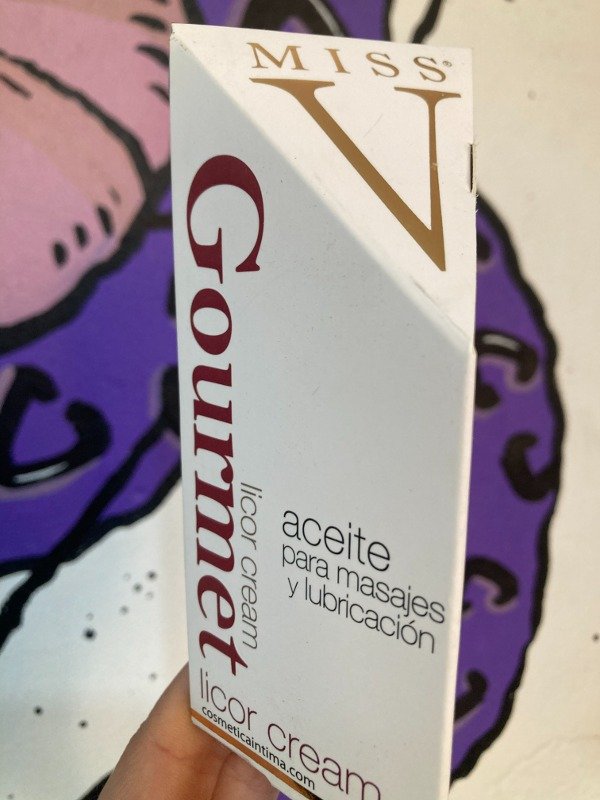 MISS®
V
Gourmet
licor cream
aceite
para masajes
y lubricación
licor cream
cosmeticaintima.com